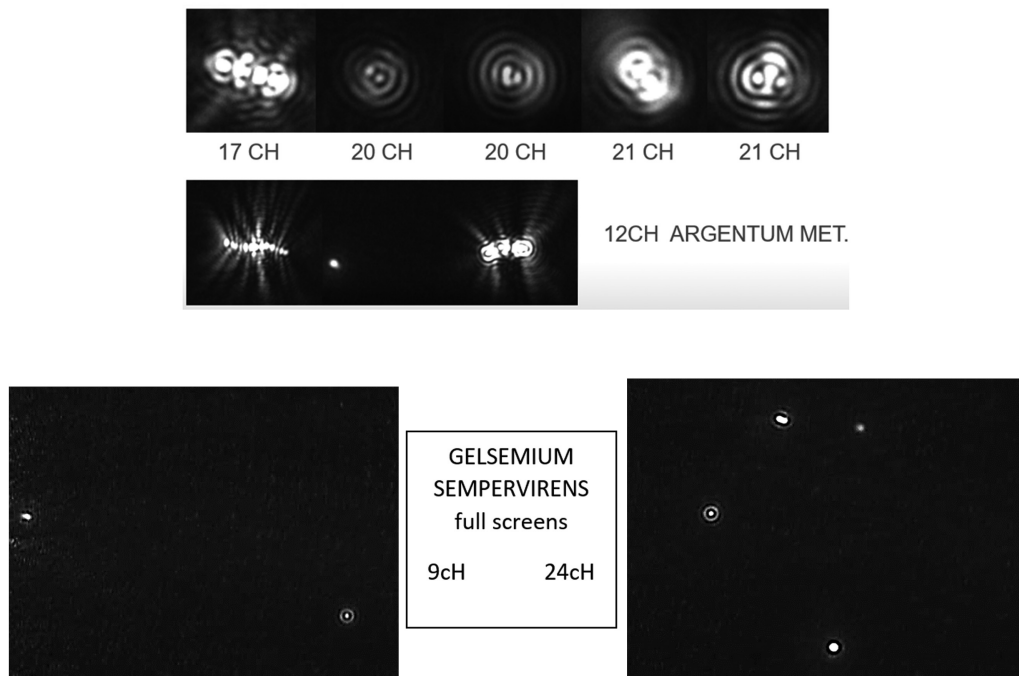 17 CH 20 CH 20 CH 21 CH 21 CH
12CH ARGENTUM MET.
GELSEMIUM
SEMPERVIRENS
full screens
9cH 24cH